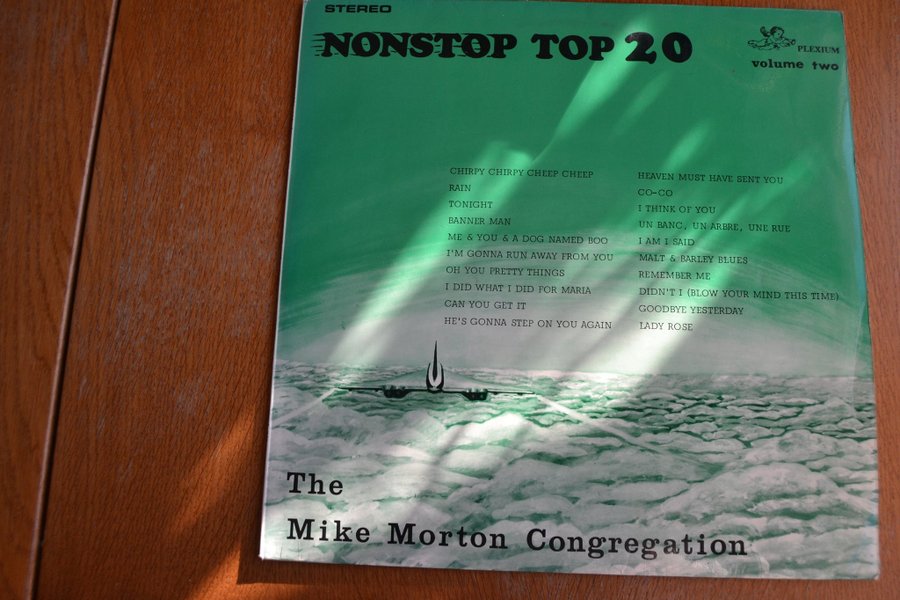 STEREO
NONSTOP TOP 20
PLEXIUM
volume two
CHIRPY CHIRPY CHEEP CHEEP
RAIN
TONIGHT
BANNER MAN
ME & YOU & A DOG NAMED BOO
I'M GONNA RUN AWAY FROM YOU
OH YOU PRETTY THINGS
I DID WHAT I DID FOR MARIA
CAN YOU GET IT
HE'S GONNA STEP ON YOU AGAIN
HEAVEN MUST HAVE SENT YOU
CO-CO
I THINK OF YOU
UN BANC, UN ARBRE, UNE RUE
I AM I SAID
MALT & BARLEY BLUES
REMEMBER ME
DIDN'T I (BLOW YOUR MIND THIS TIME)
GOODBYE YESTERDAY
LADY ROSE
The
Mike Morton Congregation